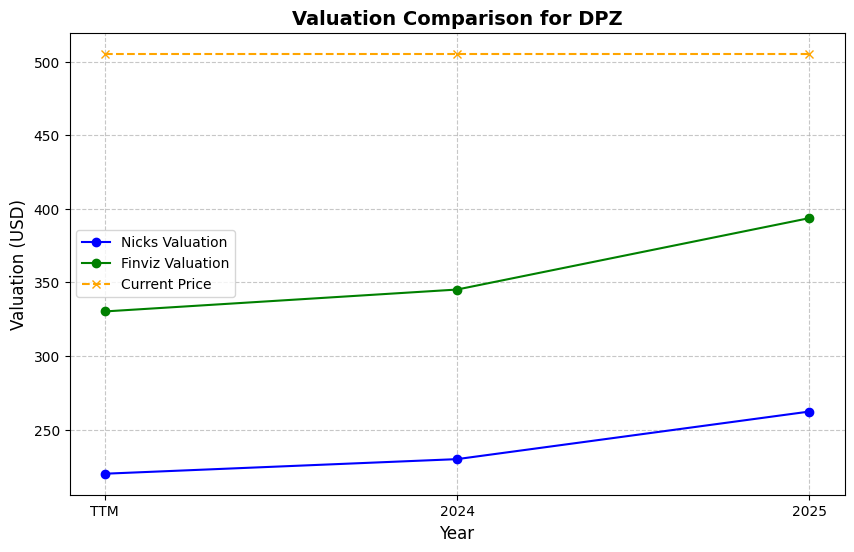 Valuation Comparison for DPZ
Valuation (USD)
500
450
400
350
300
250
Nicks Valuation
Finviz Valuation
Current Price
TTM
2024
2025
Year